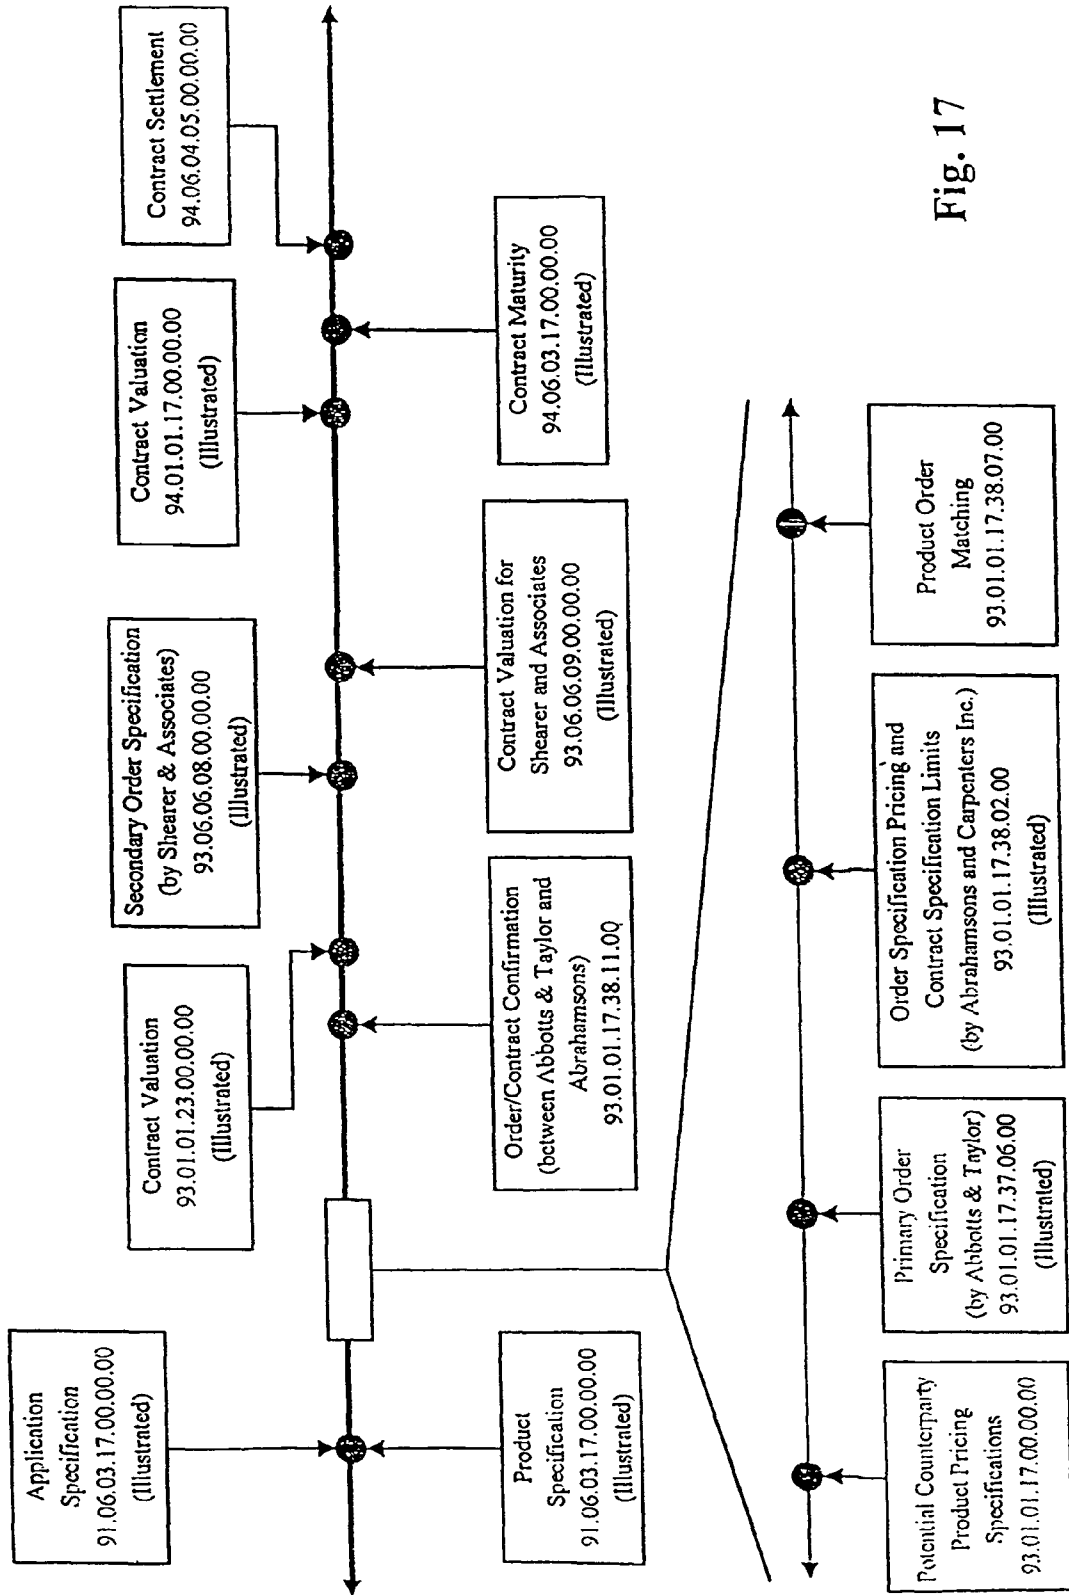 Application
Specification
91.06.03.17.00.00.00
(Illustrated)
Contract Valuation
93.01.01.23.00.00.00
(Illustrated)
Secondary Order Specification
(by Shearer & Associates)
93.06.06.08.00.00.00
(Illustrated)
Contract Valuation
94.01.01.17.00.00.00
(Illustrated)
Contract Settlement
94.06.04.05.00.00.00
Product
Specification
91.06.03.17.00.00.00
(Illustrated)
Order/Contract Confirmation
(between Abbotts & Taylor and
Abrahamsons)
93.01.01.17.38.11.00
Contract Valuation for
Shearer and Associates
93.06.06.09.00.00.00
(Illustrated)
Contract Maturity
94.06.03.17.00.00.00
(Illustrated)
Potential Counterparty
Product Pricing
Specifications
93.01.01.17.00.00.00
Primary Order
Specification
(by Abbotts & Taylor)
93.01.01.17.37.06.00
(Illustrated)
Order Specification Pricing and
Contract Specification Limits
(by Abrahamsons and Carpenters Inc.)
93.01.01.17.38.02.00
(Illustrated)
Product Order
Matching
93.01.01.17.38.07.00
Fig. 17